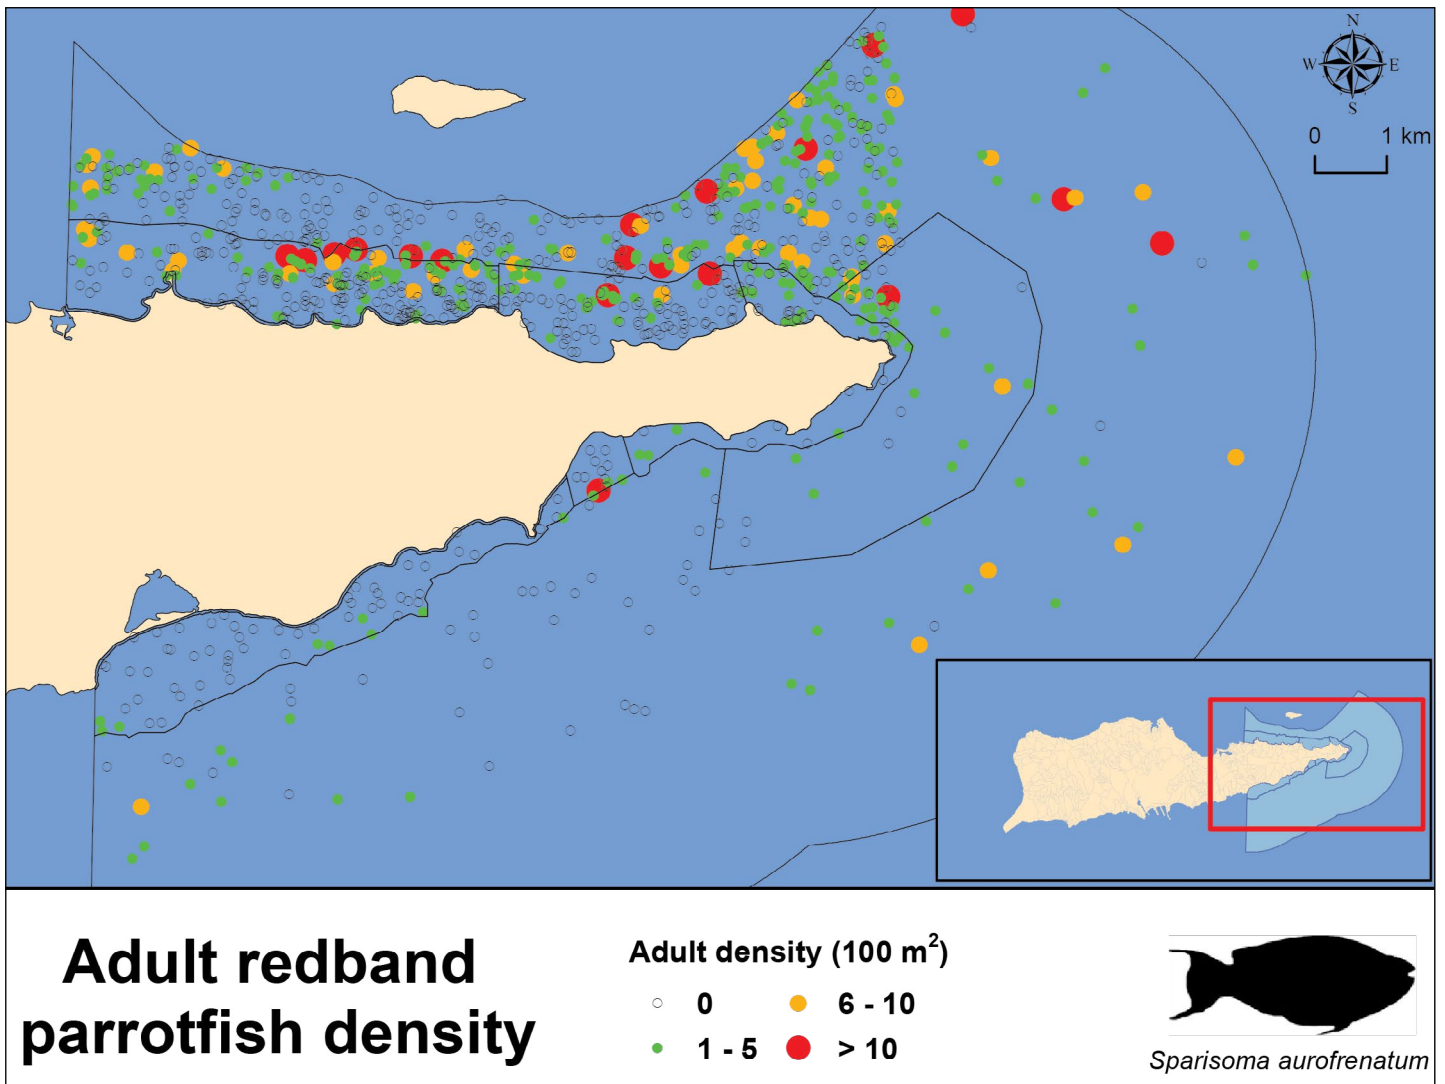 N
W E
S
0 1 km
Adult redband
parrotfish density
Adult density (100 m²)
0
6 - 10
1 - 5
> 10
Sparisoma aurofrenatum